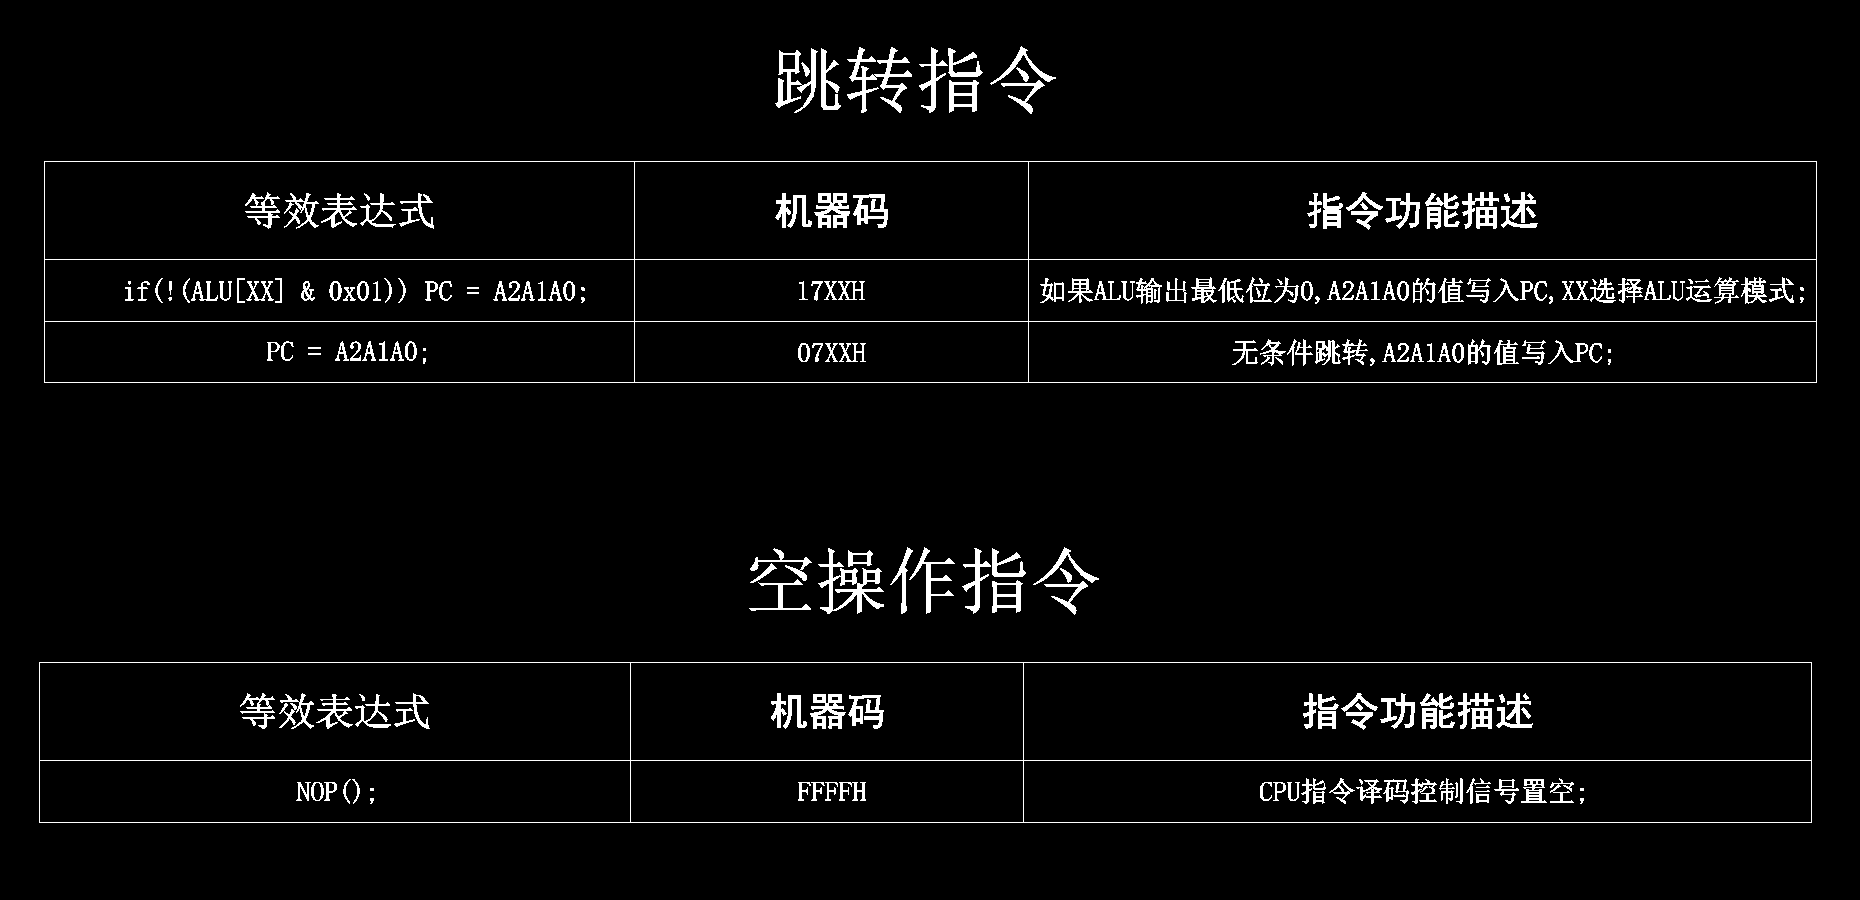 跳转指令
等效表达式 机器码 指令功能描述
if(!(ALU[XX] & 0x01)) PC = A2A1A0; 17XXH 如果ALU输出最低位为0,A2A1A0的值写入PC,XX选择ALU运算模式;
PC = A2A1A0; 07XXH 无条件跳转,A2A1A0的值写入PC;
空操作指令
等效表达式 机器码 指令功能描述
NOP(); FFFFH CPU指令译码控制信号置空;